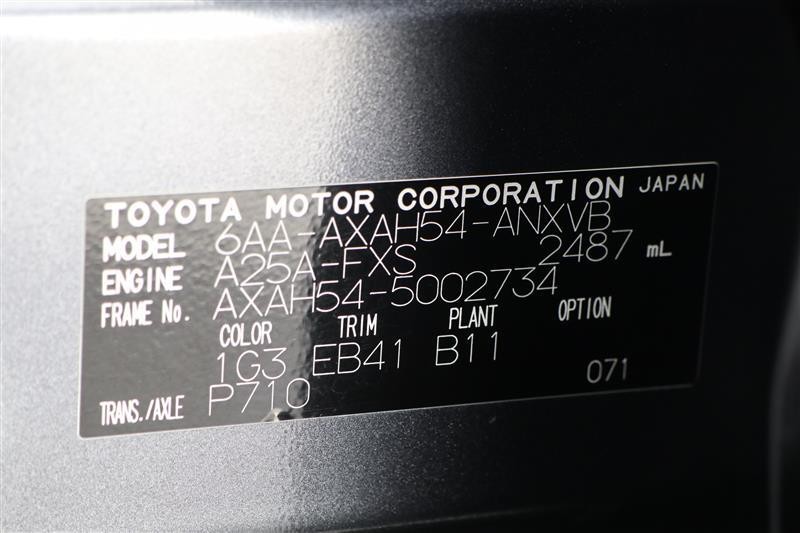 TOYOTA MOTOR CORPORATION JAPAN
MODEL 6AA-AXAH54-ANXVB
ENGINE A25A-FXS 2487 mL
FRAME No. AXAH54-5002734
COLOR TRIM PLANT OPTION
1G3 EB41 B11
TRANS./AXLE P710 071